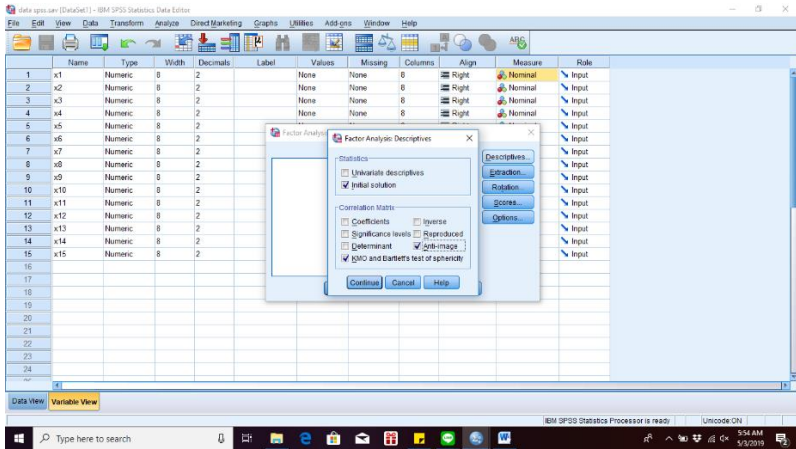 data spss.sav [DataSet1] - IBM SPSS Statistics Data Editor
File Edit View Data Transform Analyze Direct Marketing Graphs Utilities Add-ons Window Help
Name Type Width Decimals Label Values Missing Columns Align Measure Role
1 x1 Numeric 8 2 None None 8 Right Nominal Input
2 x2 Numeric 8 2 None None 8 Right Nominal Input
3 x3 Numeric 8 2 None None 8 Right Nominal Input
4 x4 Numeric 8 2 None None 8 Right Nominal Input
5 x5 Numeric 8 2 Input
6 x6 Numeric 8 2 Input
7 x7 Numeric 8 2 Input
8 x8 Numeric 8 2 Input
9 x9 Numeric 8 2 Input
10 x10 Numeric 8 2 Input
11 x11 Numeric 8 2 Input
12 x12 Numeric 8 2 Input
13 x13 Numeric 8 2 Input
14 x14 Numeric 8 2 Input
15 x15 Numeric 8 2 Input
16
17
18
19
20
21
22
23
24
Factor Analysis
Descriptives...
Extraction...
Rotation...
Scores...
Options...
Factor Analysis: Descriptives
Statistics
Univariate descriptives
Initial solution
Correlation Matrix
Coefficients Inverse
Significance levels Reproduced
Determinant Anti-image
KMO and Bartlett's test of sphericity
Continue Cancel Help
Data View Variable View
IBM SPSS Statistics Processor is ready Unicode:ON
Type here to search
5:54 AM
5/3/2019